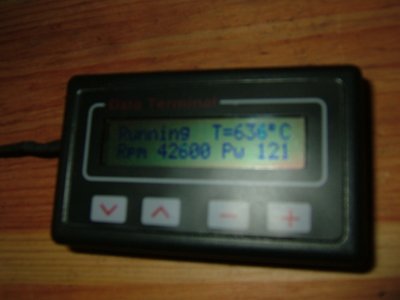 Data Terminal
Running T=636°C
Rpm 42600 Pw 121